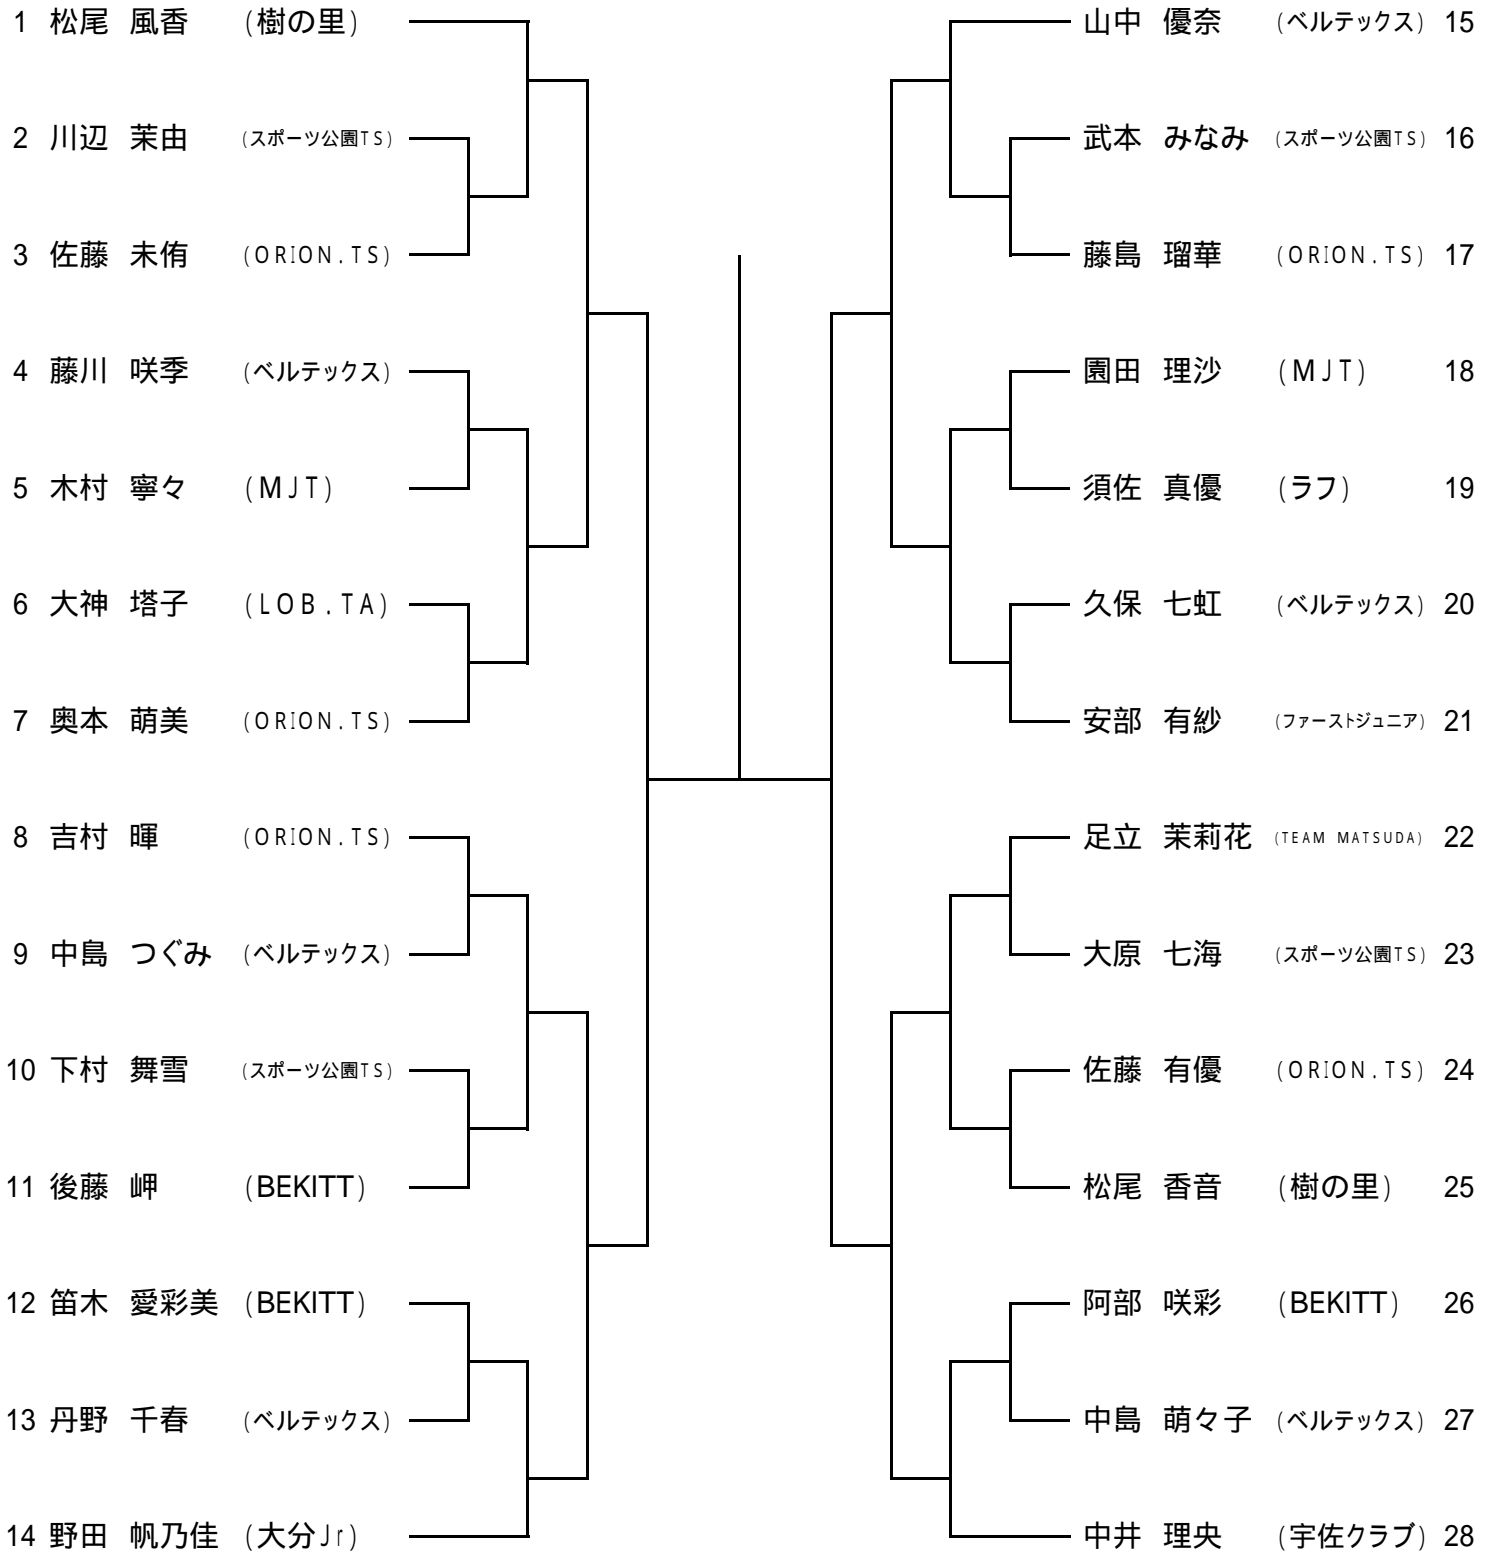 1 松尾 風香 (樹の里)
2 川辺 茉由 (スポーツ公園TS)
3 佐藤 未侑 (ORION.TS)
4 藤川 咲季 (ベルテックス)
5 木村 寧々 (MJT)
6 大神 塔子 (LOB.TA)
7 奥本 萌美 (ORION.TS)
8 吉村 暉 (ORION.TS)
9 中島 つぐみ (ベルテックス)
10 下村 舞雪 (スポーツ公園TS)
11 後藤 岬 (BEKITT)
12 笛木 愛彩美 (BEKITT)
13 丹野 千春 (ベルテックス)
14 野田 帆乃佳 (大分Jr)
山中 優奈 (ベルテックス) 15
武本 みなみ (スポーツ公園TS) 16
藤島 瑠華 (ORION.TS) 17
園田 理沙 (MJT) 18
須佐 真優 (ラフ) 19
久保 七虹 (ベルテックス) 20
安部 有紗 (ファーストジュニア) 21
足立 茉莉花 (TEAM MATSUDA) 22
大原 七海 (スポーツ公園TS) 23
佐藤 有優 (ORION.TS) 24
松尾 香音 (樹の里) 25
阿部 咲彩 (BEKITT) 26
中島 萌々子 (ベルテックス) 27
中井 理央 (宇佐クラブ) 28